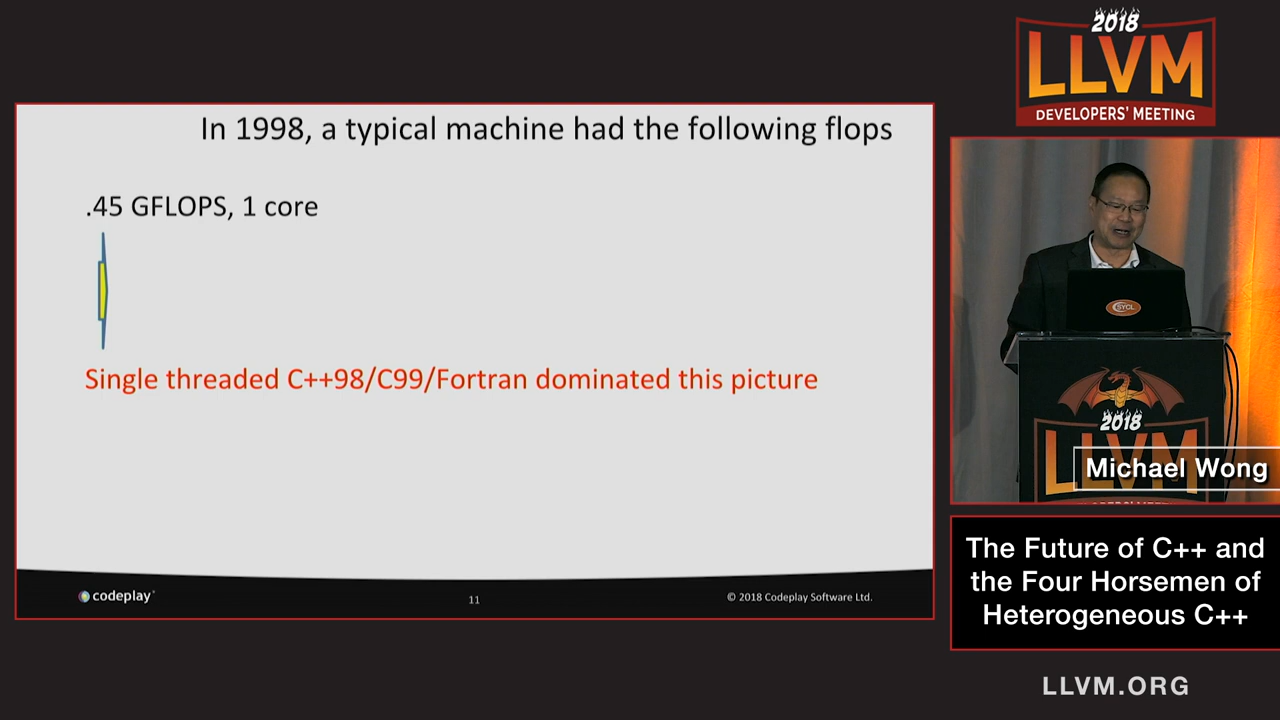 In 1998, a typical machine had the following flops
.45 GFLOPS, 1 core
Single threaded C++98/C99/Fortran dominated this picture
codeplay
11
© 2018 Codeplay Software Ltd.
2018
LLVM
DEVELOPERS' MEETING
SYCL
2018
LLVM
Michael Wong
The Future of C++ and
the Four Horsemen of
Heterogeneous C++
LLVM.ORG